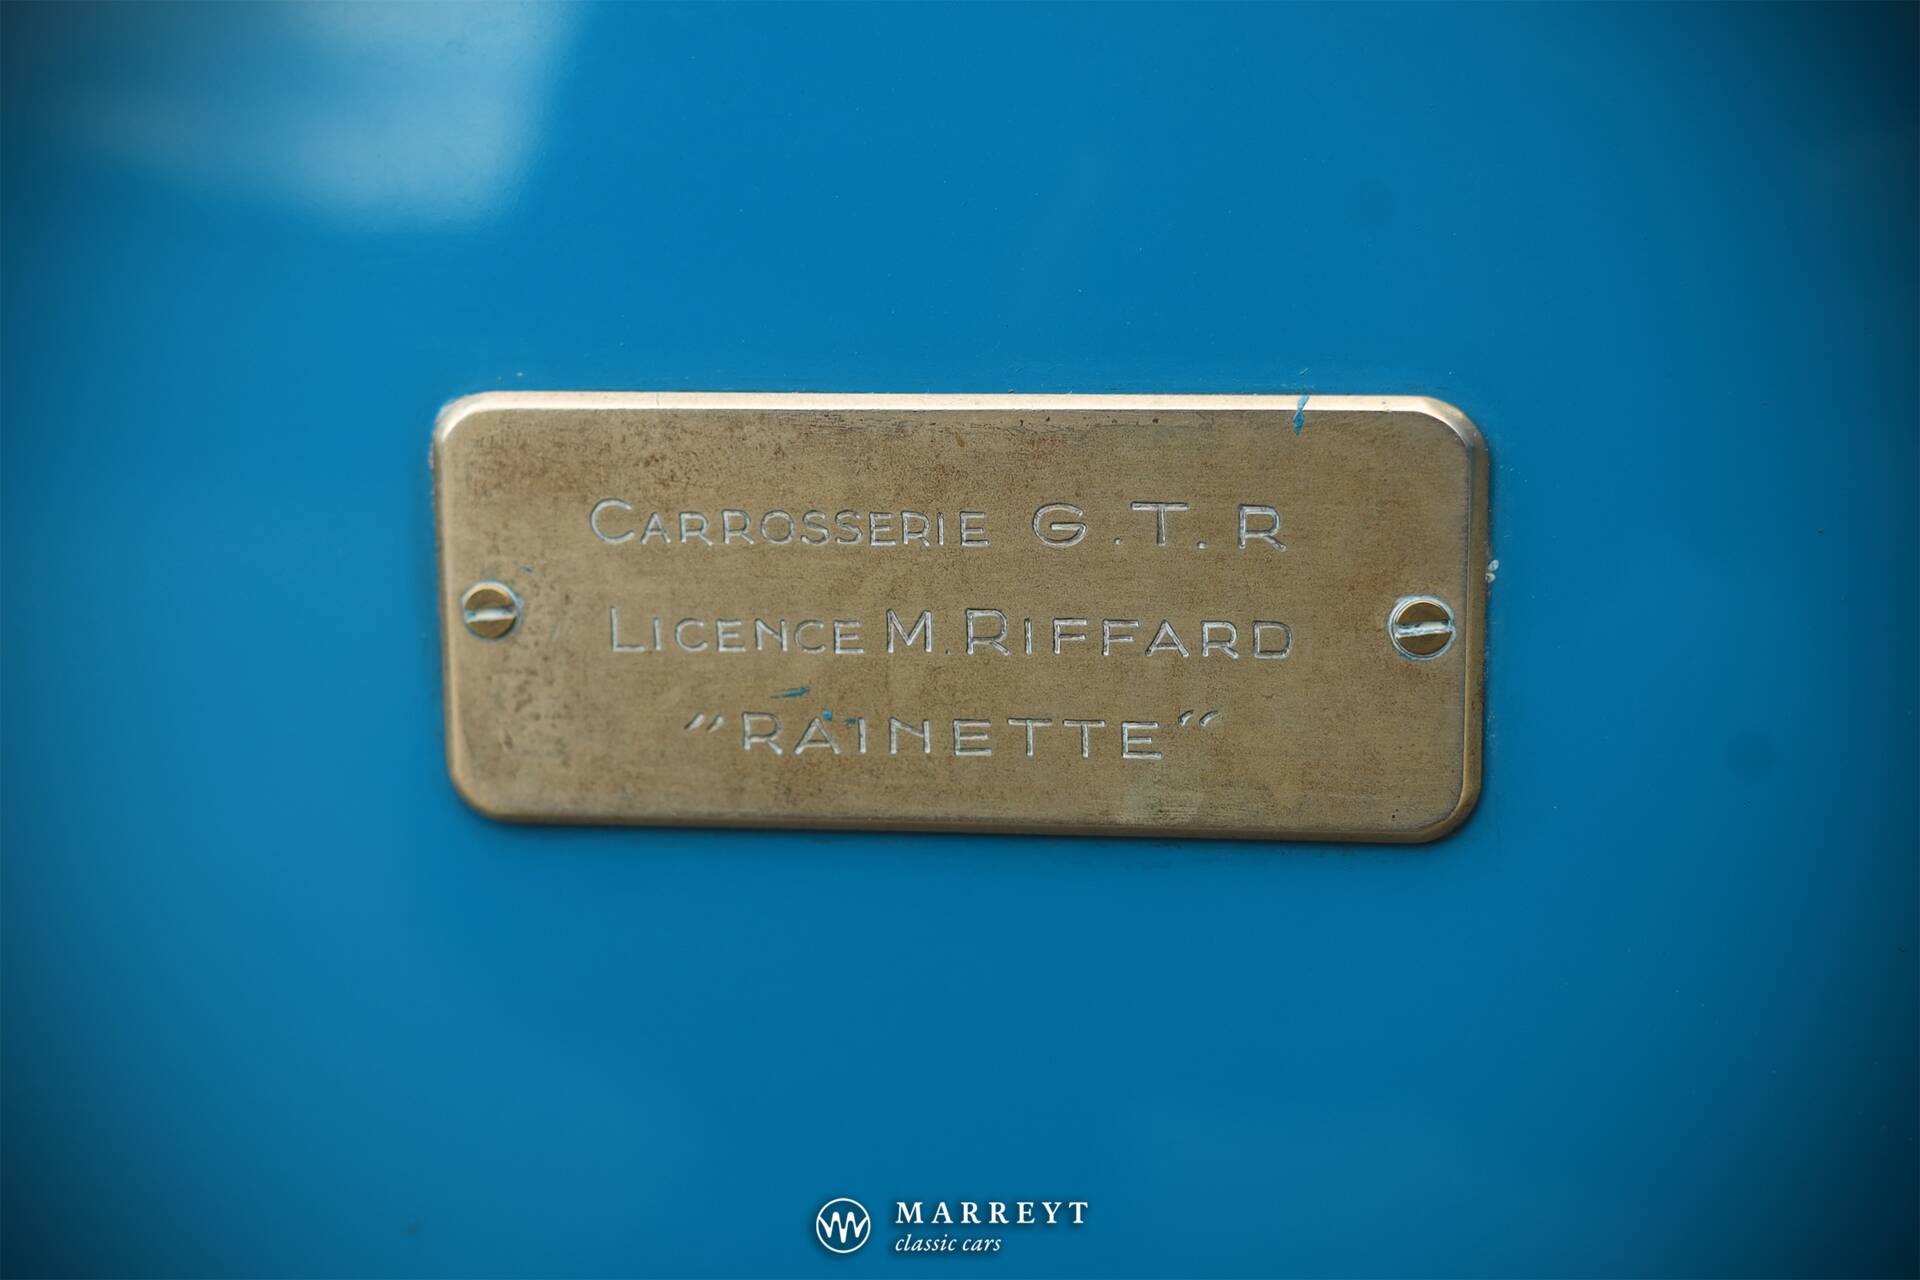 CARROSSERIE G.T.R
LICENCE M.RIFFARD
"RAINETTE"
MARREYT
classic cars